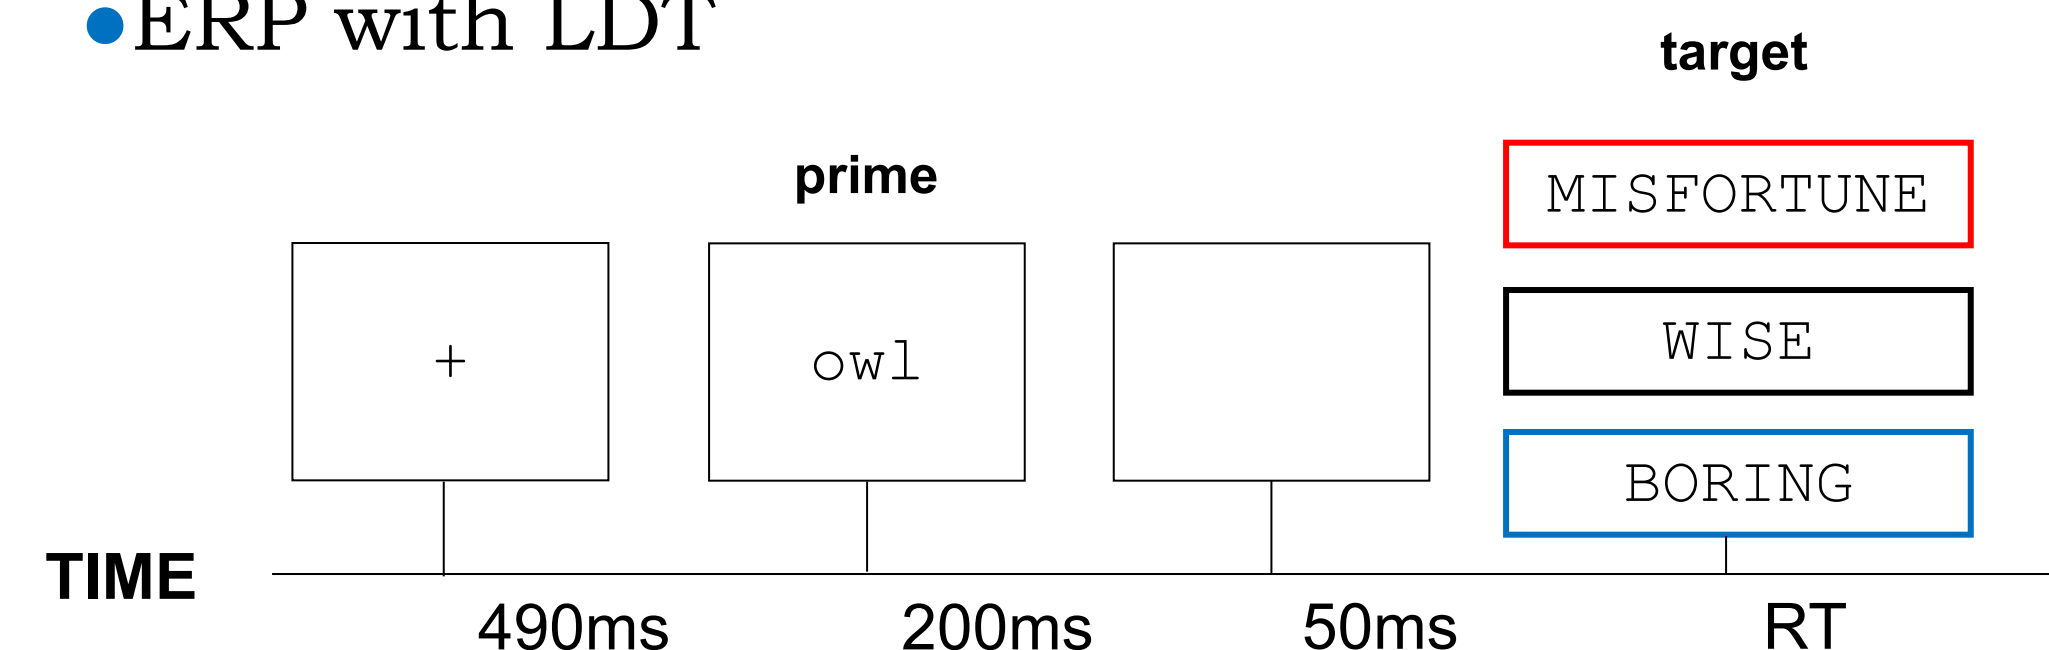 •ERP with LDT
target
prime
MISFORTUNE
WISE
+
owl
BORING
TIME
490ms
200ms
50ms
RT